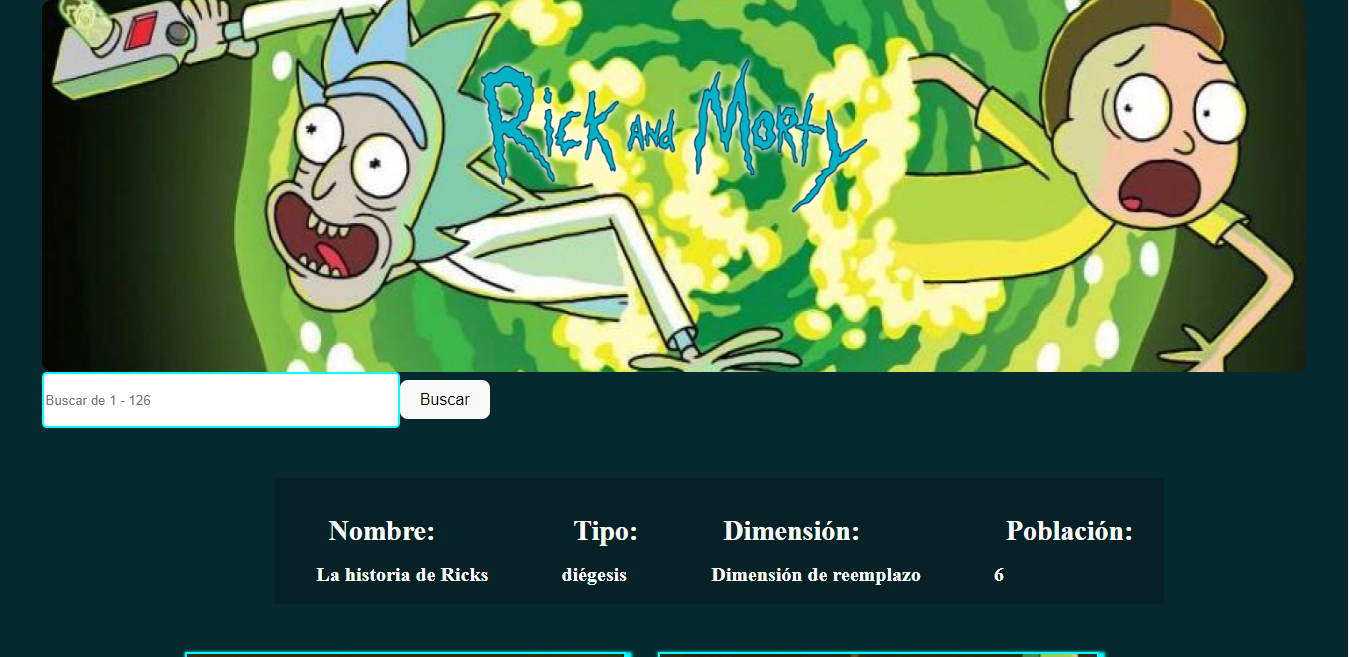 Rick and Morty
Buscar de 1 - 126
Buscar
Nombre: Tipo: Dimensión: Población:
La historia de Ricks diégesis Dimensión de reemplazo 6